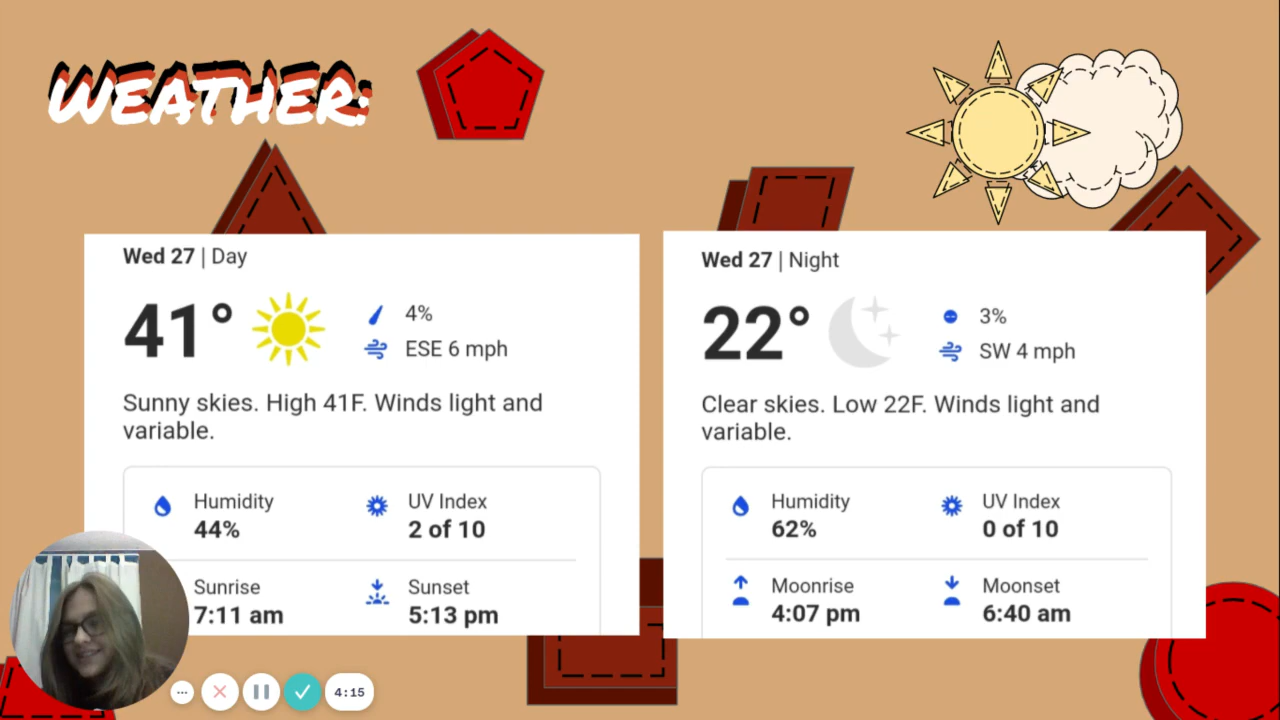 WEATHER:
Wed 27 | Day
41°
4%
ESE 6 mph
Sunny skies. High 41F. Winds light and
variable.
Humidity
44%
UV Index
2 of 10
Sunrise
7:11 am
Sunset
5:13 pm
Wed 27 | Night
22°
3%
SW 4 mph
Clear skies. Low 22F. Winds light and
variable.
Humidity
62%
UV Index
0 of 10
Moonrise
4:07 pm
Moonset
6:40 am
4:15